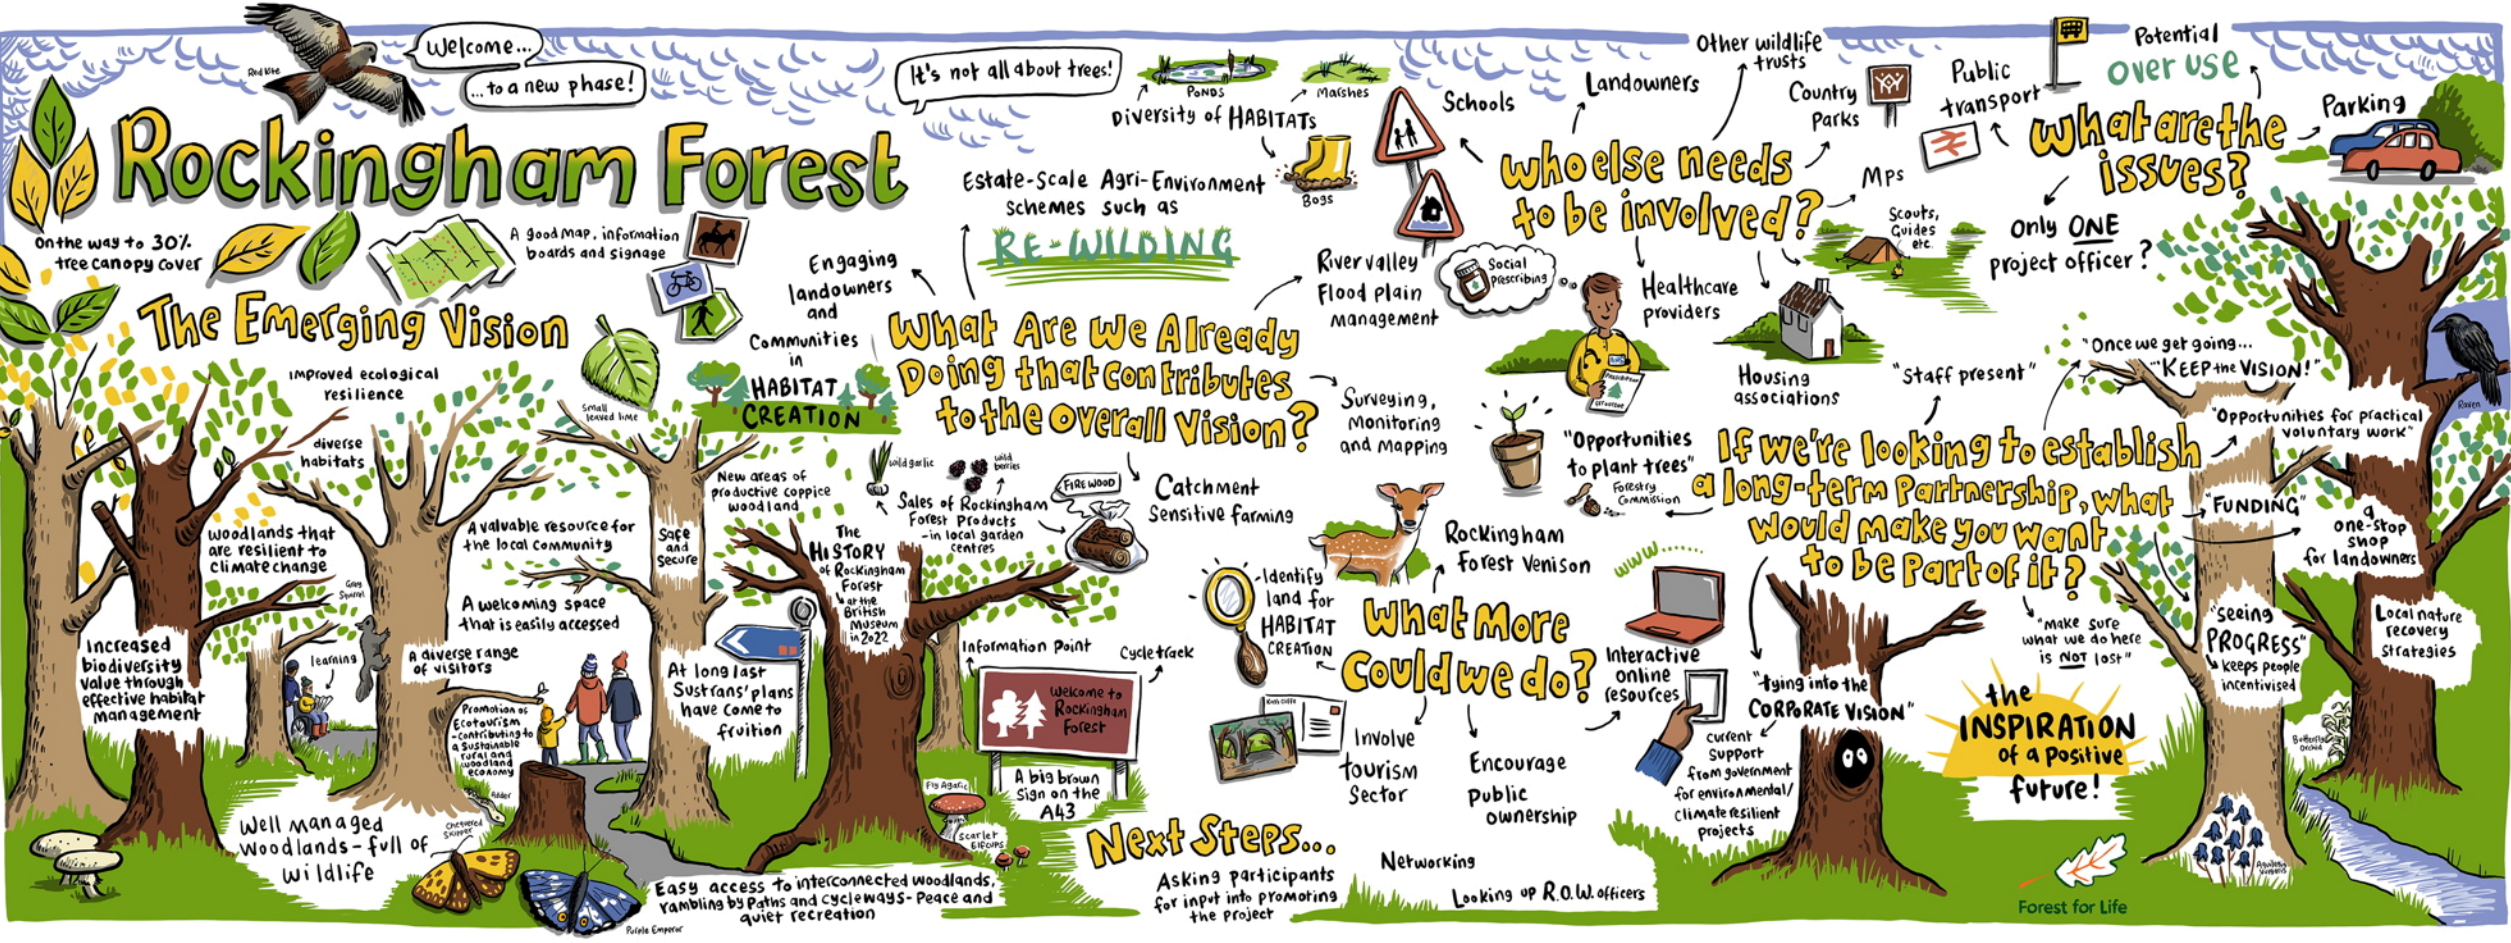 Red Kite
Welcome...
...to a new phase!
Rockingham Forest
On the way to 30%
tree canopy cover
A good map, information
boards and signage
The Emerging Vision
Improved ecological
resilience
diverse
habitats
Small
leaved lime
woodlands that
are resilient to
climate change
Grey
Squirrel
A valuable resource for
the local community
A welcoming space
that is easily accessed
A diverse range
of visitors
learning
Increased
biodiversity
value through
effective habitat
management
Promotion of
Ecotourism
- contributing to
a sustainable
rural and
woodland
economy
Adder
Chequered
Skipper
Well managed
woodlands - full of
wildlife
Safe
and
Secure
New areas of
productive coppice
woodland
At long last
Sustrans' plans
have come to
fruition
Purple Emperor
Easy access to interconnected woodlands,
rambling by Paths and cycleways - Peace and
quiet recreation
The
HISTORY
of Rockingham
Forest
at the
British
Museum
in 2022
Information Point
Cycle track
Welcome to
Rockingham
Forest
A big brown
Sign on the
A43
Fly Agaric
Scarlet
Elfcups
It's not all about trees!
Ponds
Marshes
Diversity of HABITATS
Bogs
Estate-Scale Agri-Environment
Schemes such as
RE-WILDING
Engaging
landowners
and
Communities
in
HABITAT
CREATION
What Are We Already
Doing that contributes
to the overall Vision?
River valley
Flood plain
management
Surveying,
Monitoring
and Mapping
Catchment
Sensitive farming
wild garlic
wild
berries
Sales of Rockingham
Forest Products
- in local garden
centres
FIRE WOOD
Who else needs
to be involved?
Schools
Landowners
Other wildlife
trusts
Country
Parks
MPs
Scouts,
Guides
etc.
Housing
associations
Healthcare
providers
Social
Prescribing
What are the
issues?
Public
transport
Potential
OVER USE
Parking
Only ONE
project officer?
What More
Could we do?
Rockingham
Forest Venison
- Identify
land for
HABITAT
CREATION
Involve
tourism
Sector
Encourage
public
ownership
www.......
Interactive
online
resources
If we're looking to establish
a long-term Partnership, what
would make you want
to be part of it?
"Opportunities
to plant trees"
Forestry
Commission
"Staff present"
"Once we get going...
"KEEP the VISION!"
"Opportunities for practical
voluntary work"
"FUNDING"
a
one-stop
shop
for landowners
"Seeing
PROGRESS"
keeps people
incentivised
Local nature
recovery
strategies
"make sure
what we do here
is NOT lost"
"tying into the
CORPORATE VISION"
current
support
from government
for environmental/
climate resilient
projects
Raven
Butterfly
Orchid
the
INSPIRATION
of a positive
future!
Next Steps...
Asking participants
for input into promoting
the project
Networking
Looking up R.O.W. officers
Forest for Life